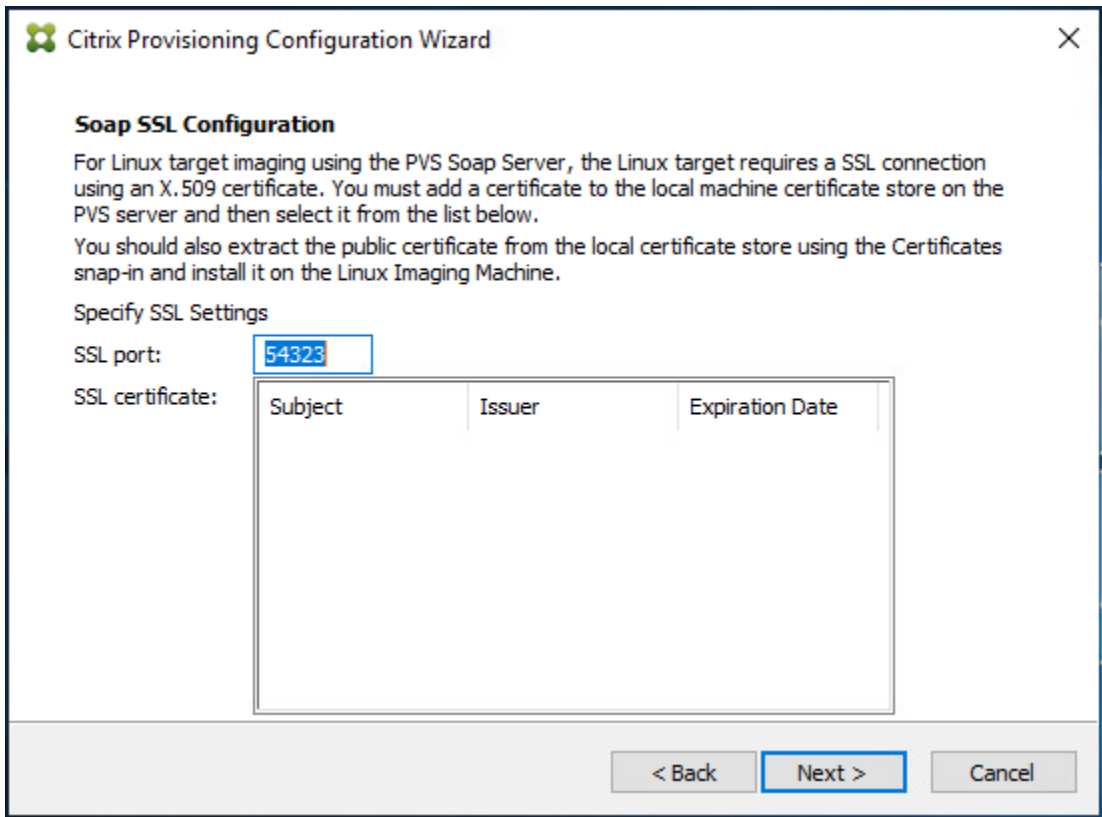 Citrix Provisioning Configuration Wizard
Soap SSL Configuration
For Linux target imaging using the PVS Soap Server, the Linux target requires a SSL connection
using an X.509 certificate. You must add a certificate to the local machine certificate store on the
PVS server and then select it from the list below.
You should also extract the public certificate from the local certificate store using the Certificates
snap-in and install it on the Linux Imaging Machine.
Specify SSL Settings
SSL port: 54323
SSL certificate: Subject Issuer Expiration Date
< Back Next > Cancel